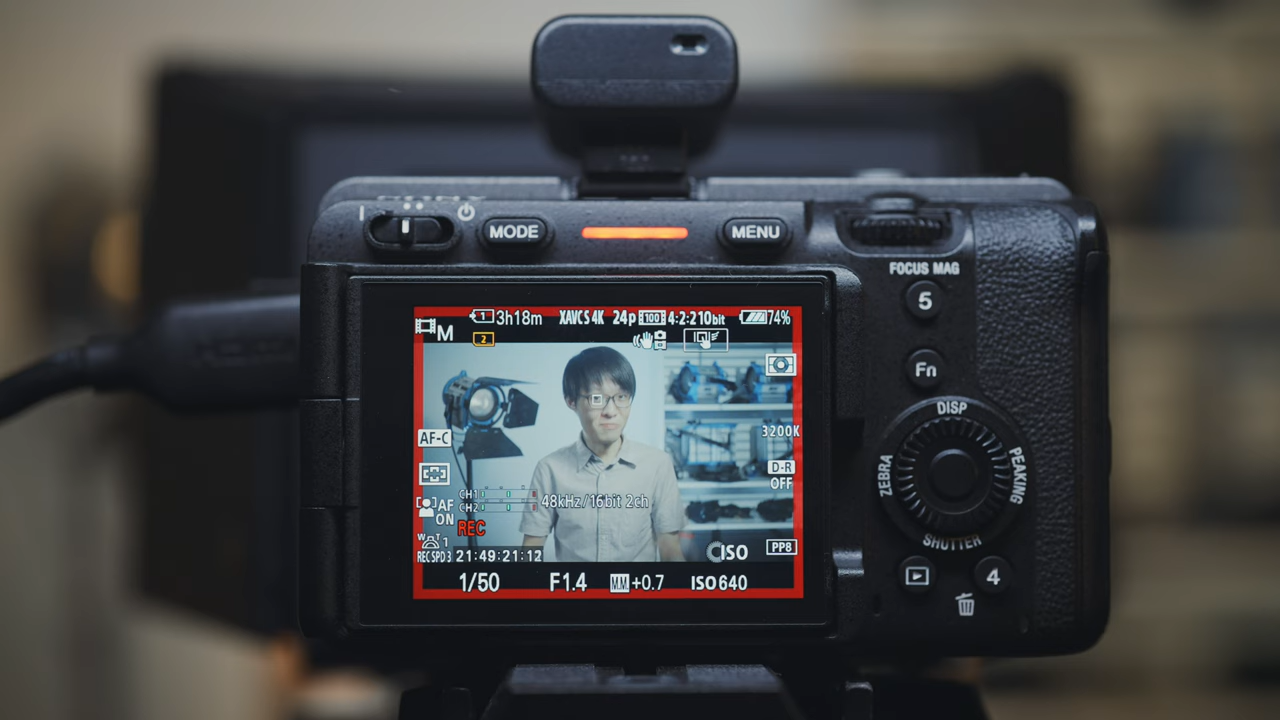 MODE
MENU
FOCUS MAG
5
Fn
DISP
ZEBRA
PEAKING
SHUTTER
4
1 3h18m XAVC S 4K 24p 100 4:2:2 10bit 74%
M
2
3200K
AF-C
D-R
OFF
AF
ON
CH1
CH2
48kHz/16bit 2ch
REC
W T 1
REC SPD 3 21:49:21:12
ISO
PP8
1/50 F1.4 M.M. +0.7 ISO 640